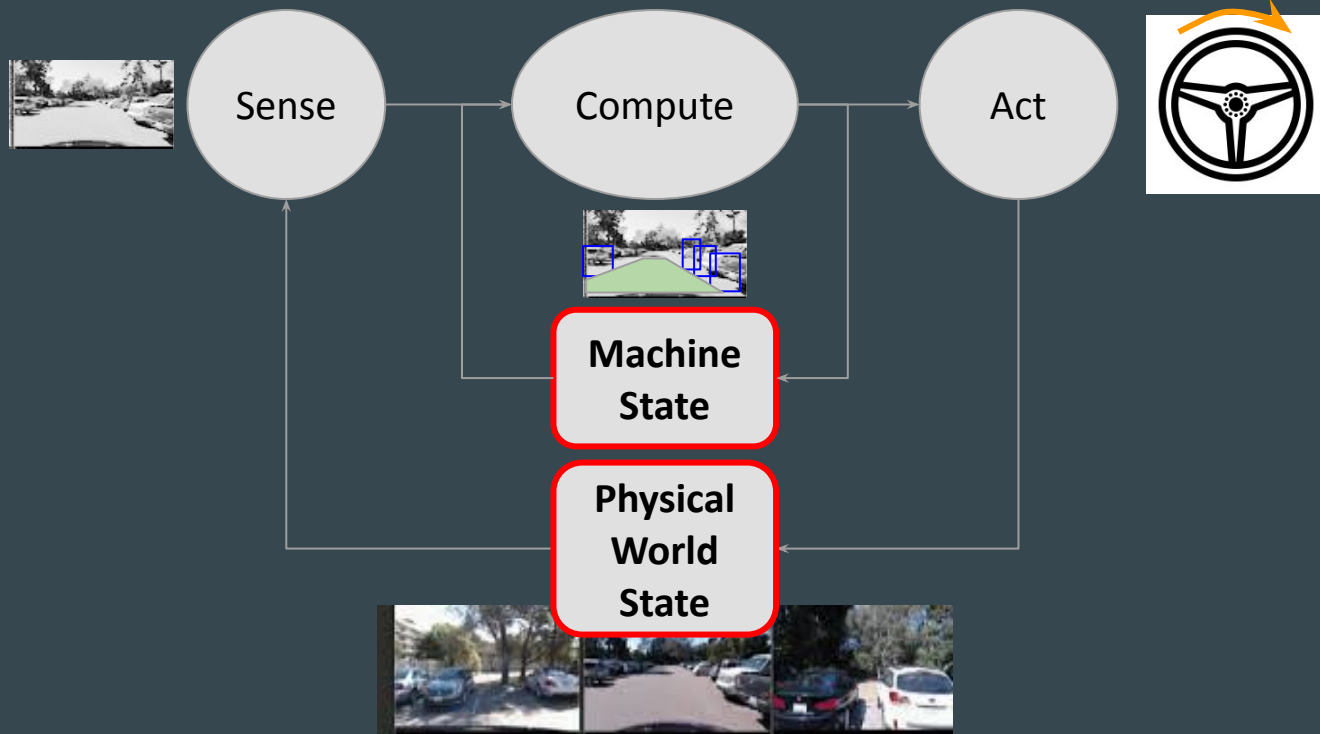 Sense
Compute
Act
Machine
State
Physical
World
State